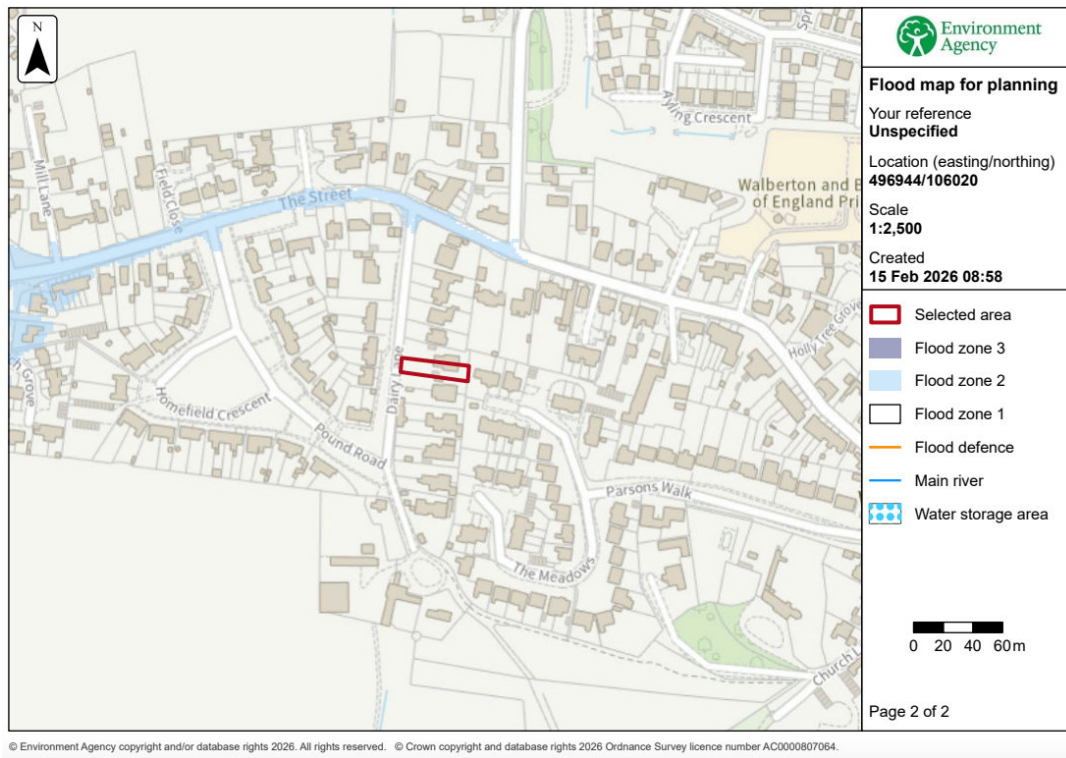 N
Mill Lane
Field Close
The Street
Ayling Crescent
Walberton and
of England Pri
Holly Tree Grove
Dairy Lane
Homefield Crescent
Pound Road
Parsons Walk
The Meadows
Church L
Grove
Environment
Agency
Flood map for planning
Your reference
Unspecified
Location (easting/northing)
496944/106020
Scale
1:2,500
Created
15 Feb 2026 08:58
Selected area
Flood zone 3
Flood zone 2
Flood zone 1
Flood defence
Main river
Water storage area
0 20 40 60m
Page 2 of 2
© Environment Agency copyright and/or database rights 2026. All rights reserved. © Crown copyright and database rights 2026 Ordnance Survey licence number AC0000807064.